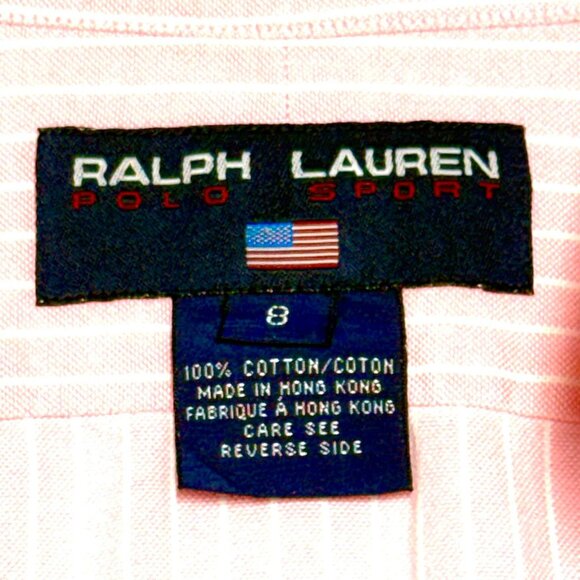 RALPH LAUREN
POLO SPORT
8
100% COTTON/COTON
MADE IN HONG KONG
FABRIQUE À HONG KONG
CARE SEE
REVERSE SIDE